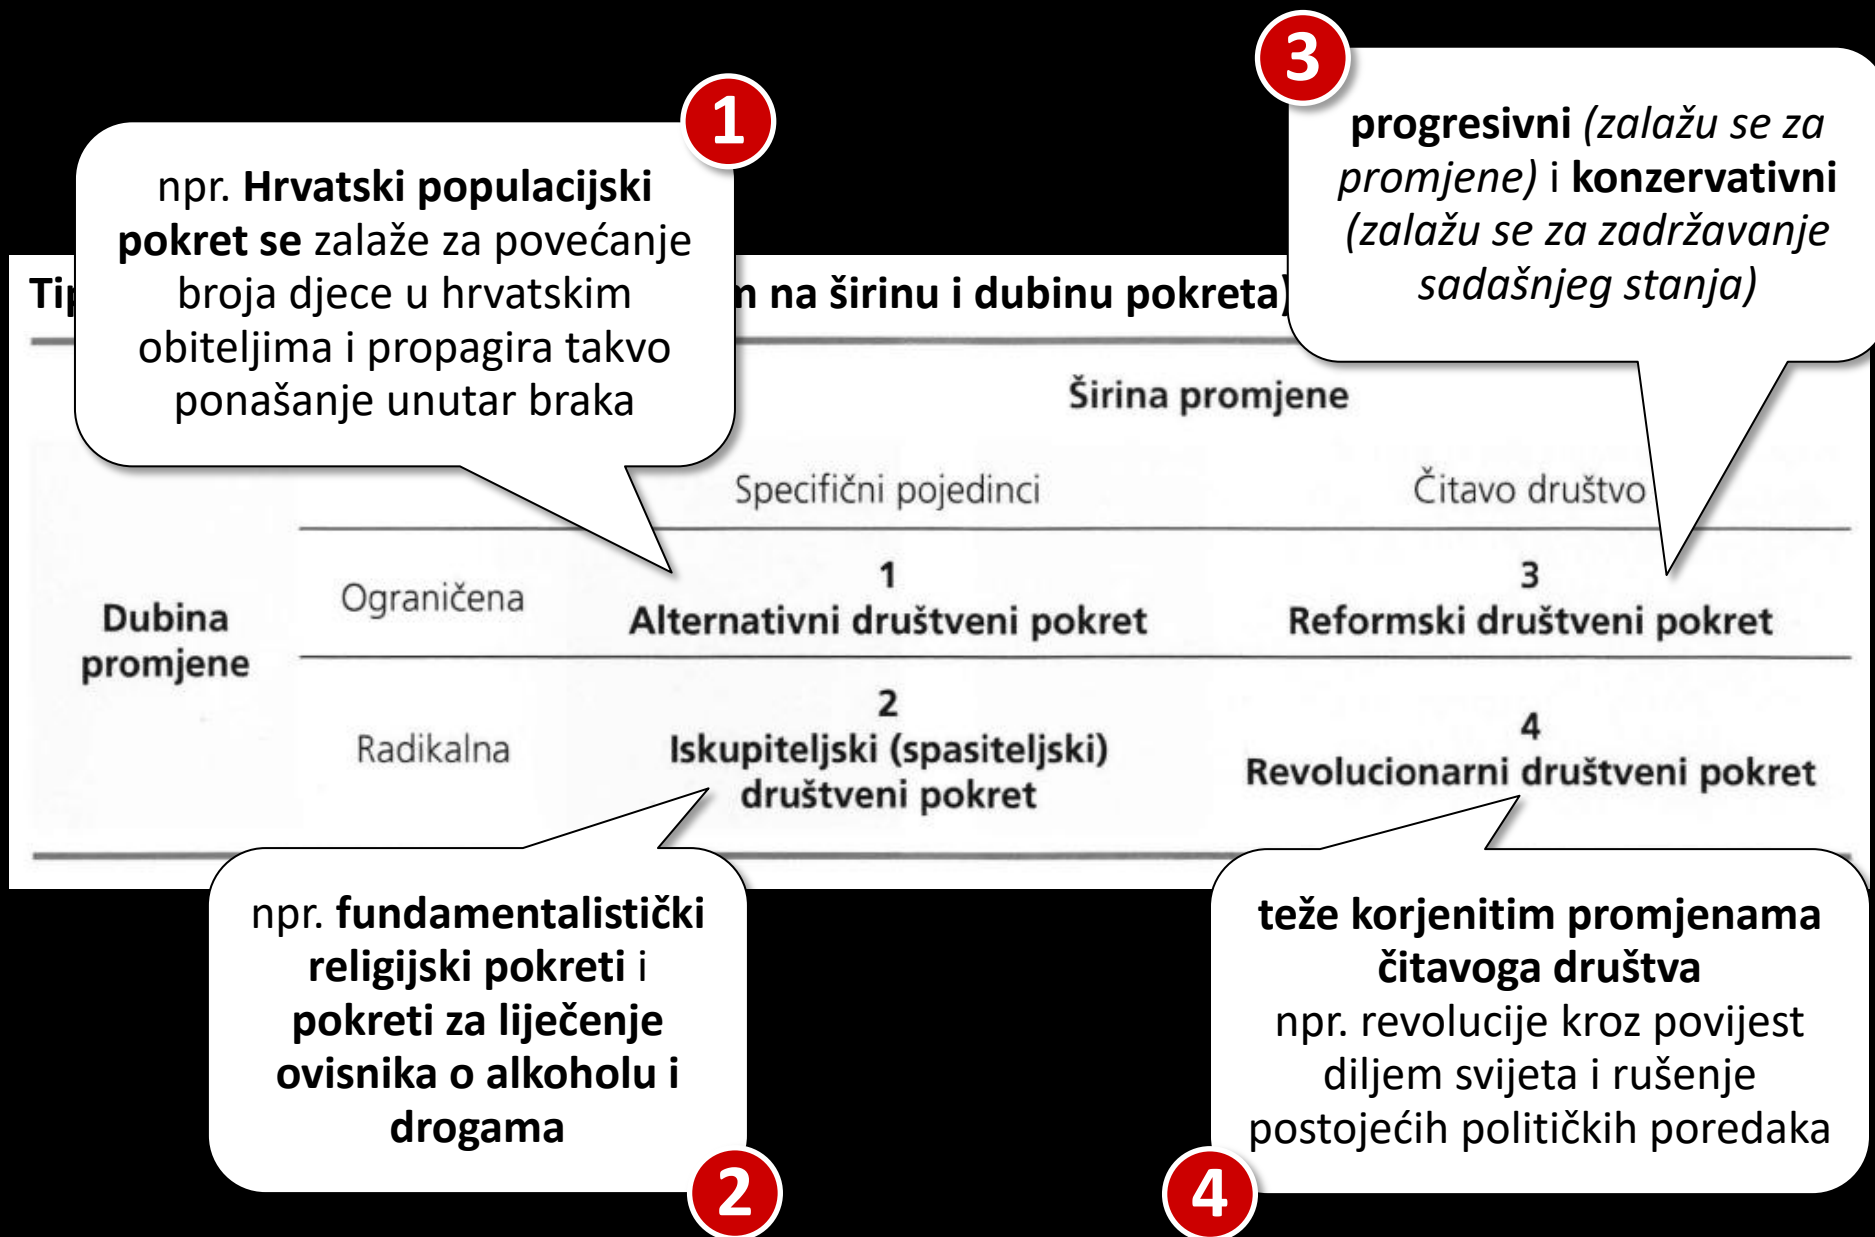 1
npr. Hrvatski populacijski
pokret se zalaže za povećanje
broja djece u hrvatskim
obiteljima i propagira takvo
ponašanje unutar braka
3
progresivni (zalažu se za
promjene) i konzervativni
(zalažu se za zadržavanje
sadašnjeg stanja)
na širinu i dubinu pokreta)
Širina promjene
Specifični pojedinci
Čitavo društvo
Dubina
promjene
Ograničena
1
Alternativni društveni pokret
3
Reformski društveni pokret
Radikalna
2
Iskupiteljski (spasiteljski)
društveni pokret
4
Revolucionarni društveni pokret
npr. fundamentalistički
religijski pokreti i
pokreti za liječenje
ovisnika o alkoholu i
drogama
2
teže korjenitim promjenama
čitavoga društva
npr. revolucije kroz povijest
diljem svijeta i rušenje
postojećih političkih poredaka
4